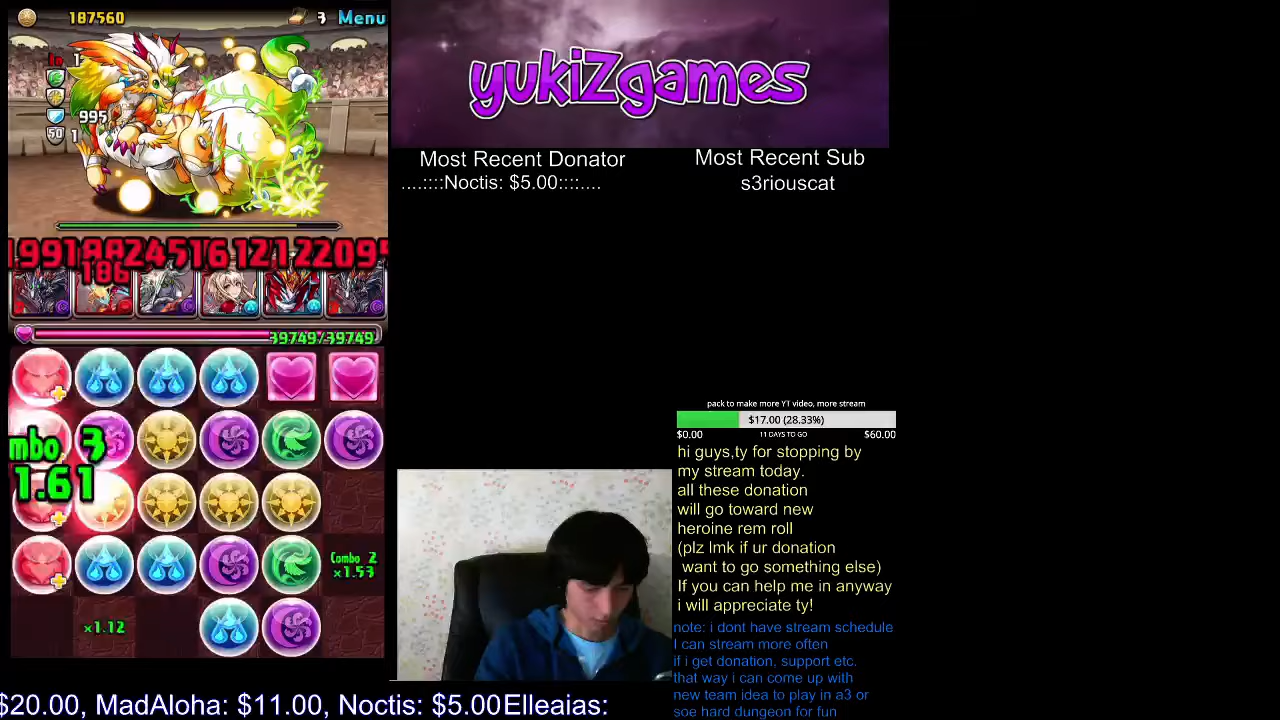 187560
3 Menu
yukiZgames
995
50 1
Most Recent Donator
Most Recent Sub
....::::Noctis: $5.00::::....
s3riouscat
186
39749/39749
pack to make more YT video, more stream
$17.00 (28.33%)
$0.00
11 DAYS TO GO
$60.00
mbo 3
1.61
Combo 2
×1.53
×1.12
hi guys,ty for stopping by
my stream today.
all these donation
will go toward new
heroine rem roll
(plz lmk if ur donation
want to go something else)
If you can help me in anyway
i will appreciate ty!
note: i dont have stream schedule
I can stream more often
if i get donation, support etc.
that way i can come up with
new team idea to play in a3 or
soe hard dungeon for fun
$20.00, MadAloha: $11.00, Noctis: $5.00Elleaias: